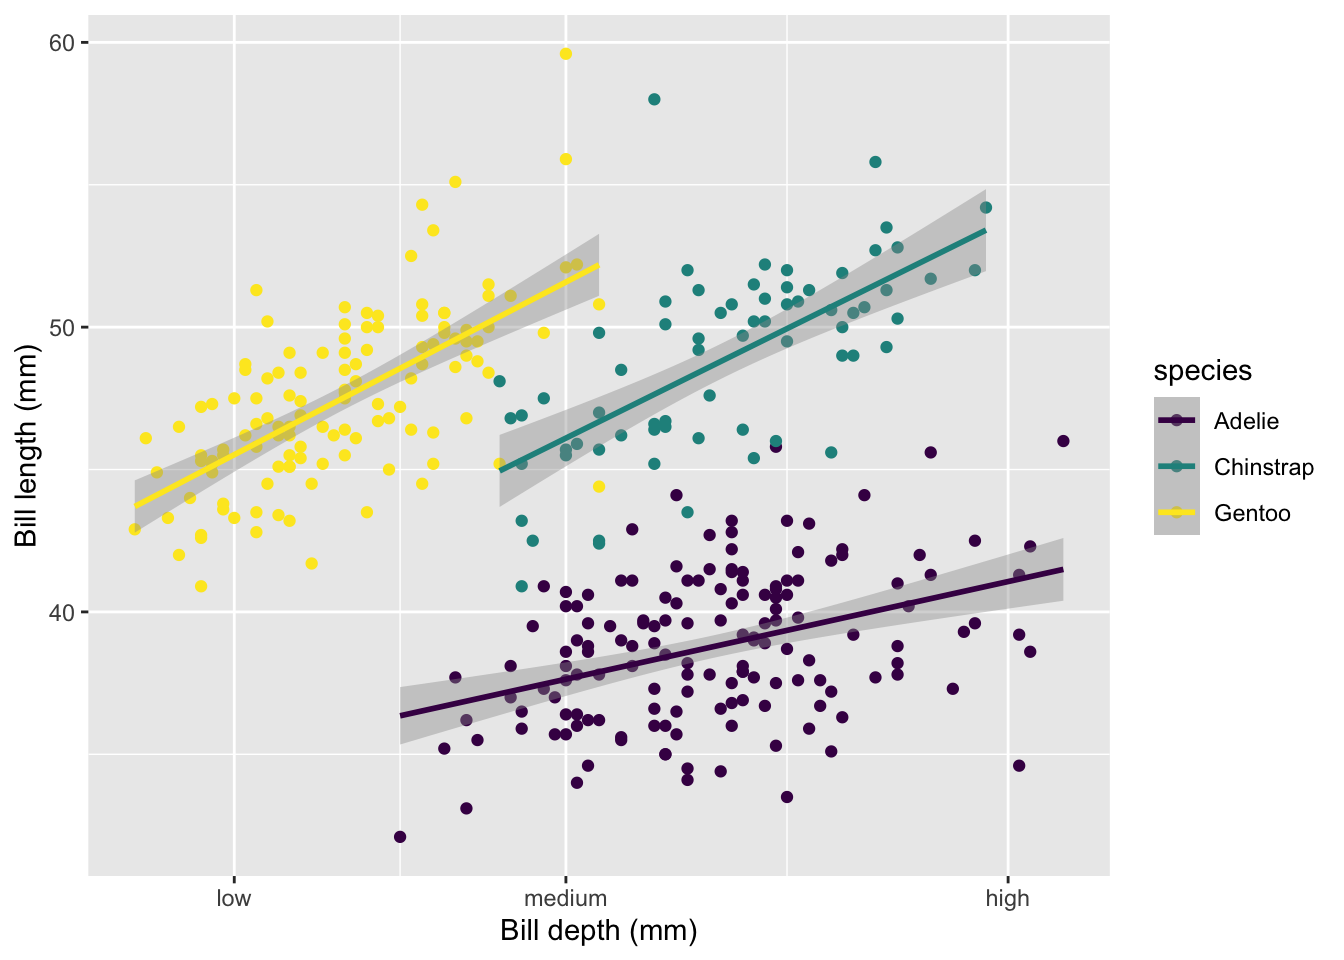 60
50
40
Bill length (mm)
low
medium
high
Bill depth (mm)
species
Adelie
Chinstrap
Gentoo